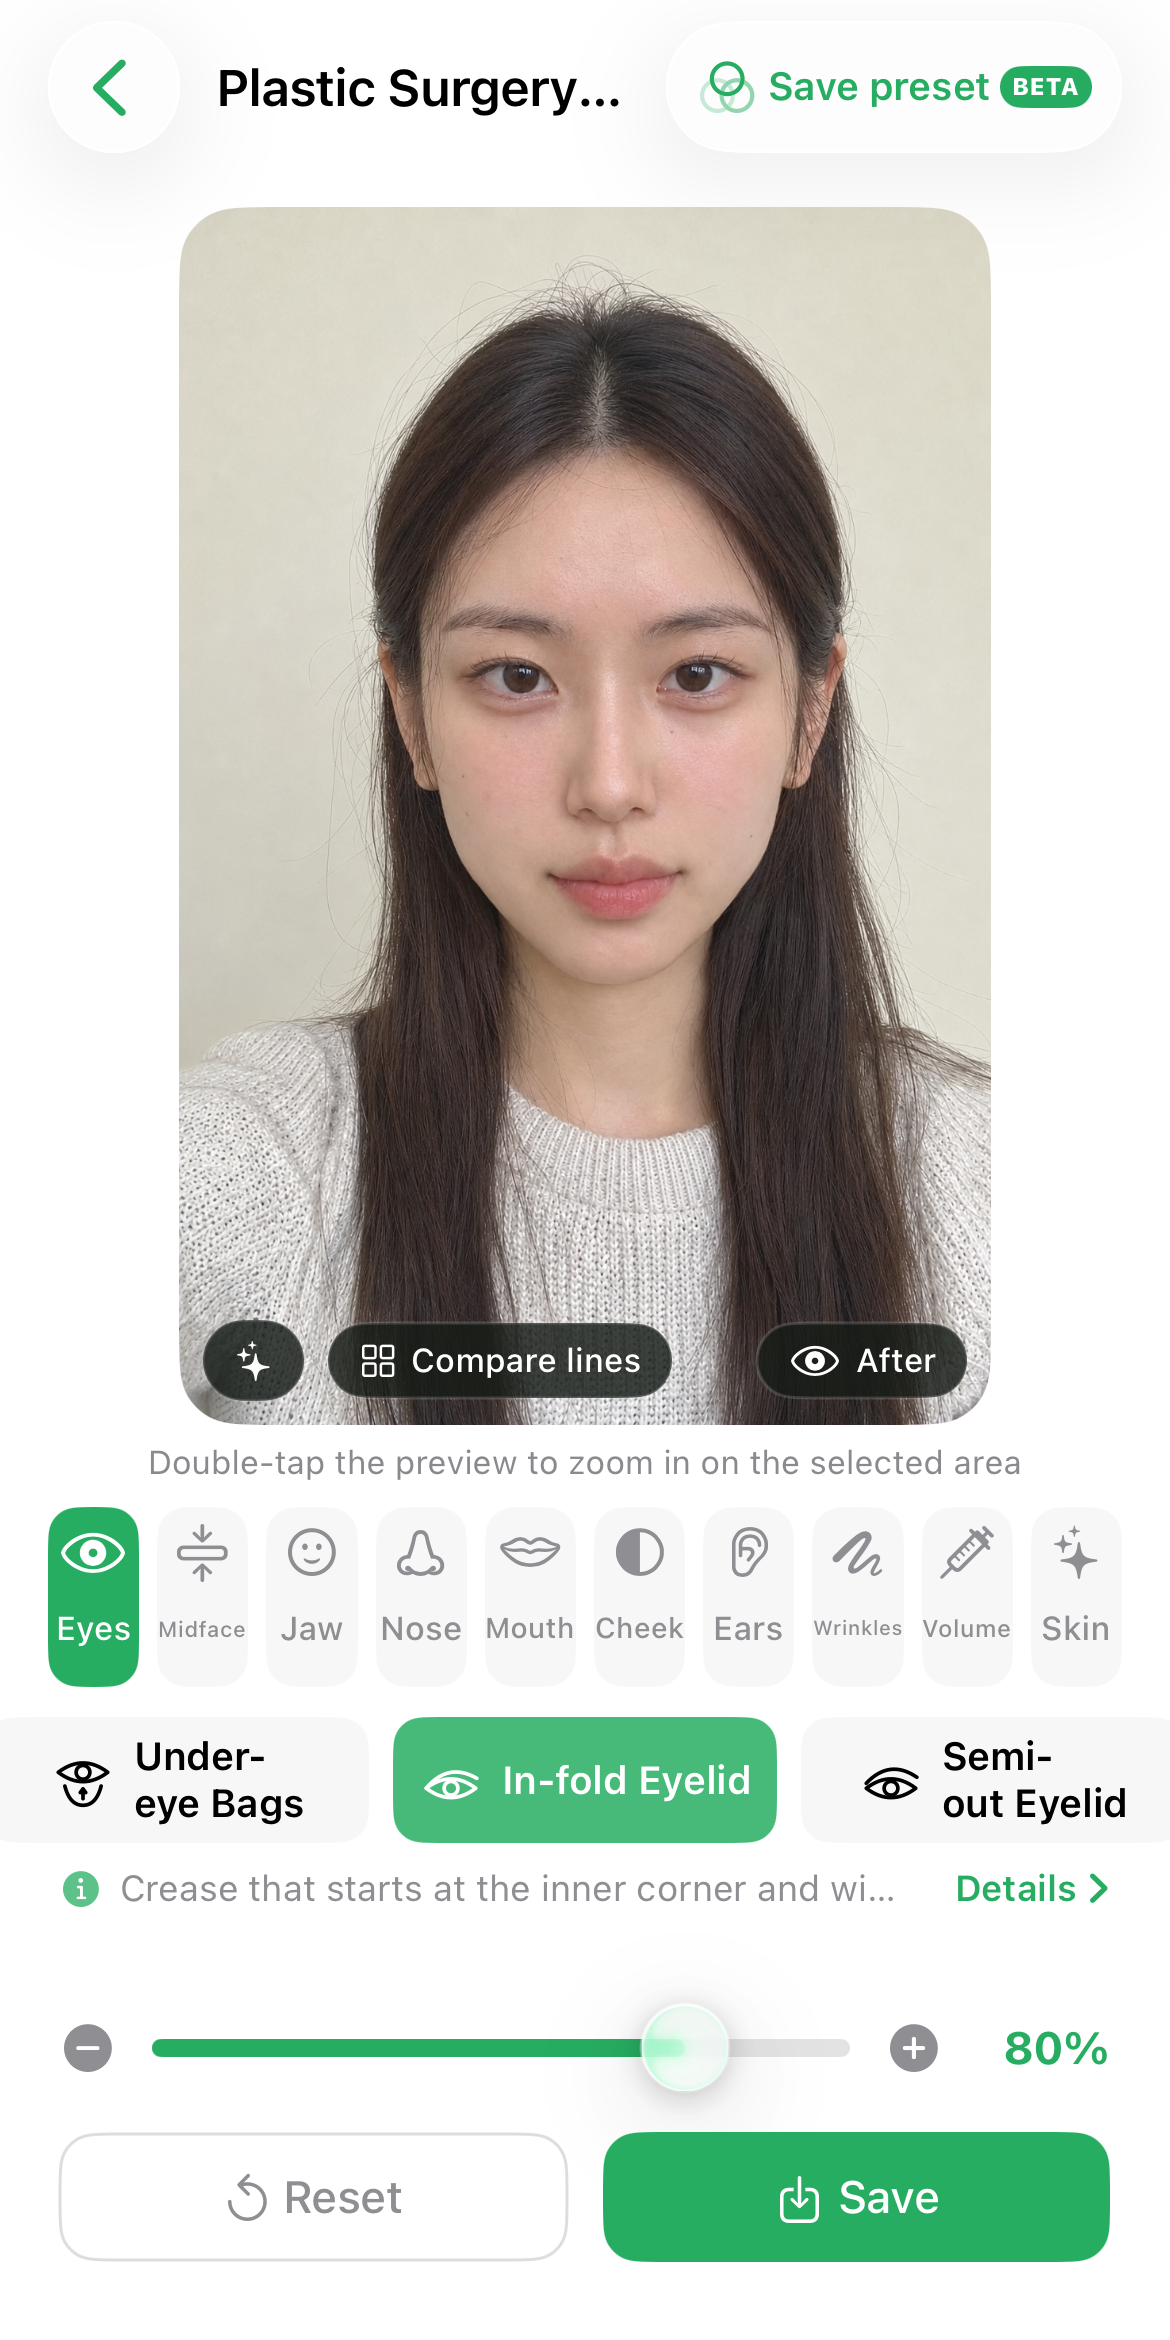 Plastic Surgery...
Save preset BETA
Compare lines
After
Double-tap the preview to zoom in on the selected area
Eyes
Midface
Jaw
Nose
Mouth
Cheek
Ears
Wrinkles
Volume
Skin
Under-
eye Bags
In-fold Eyelid
Semi-
out Eyelid
Crease that starts at the inner corner and wi...
Details
80%
Reset
Save